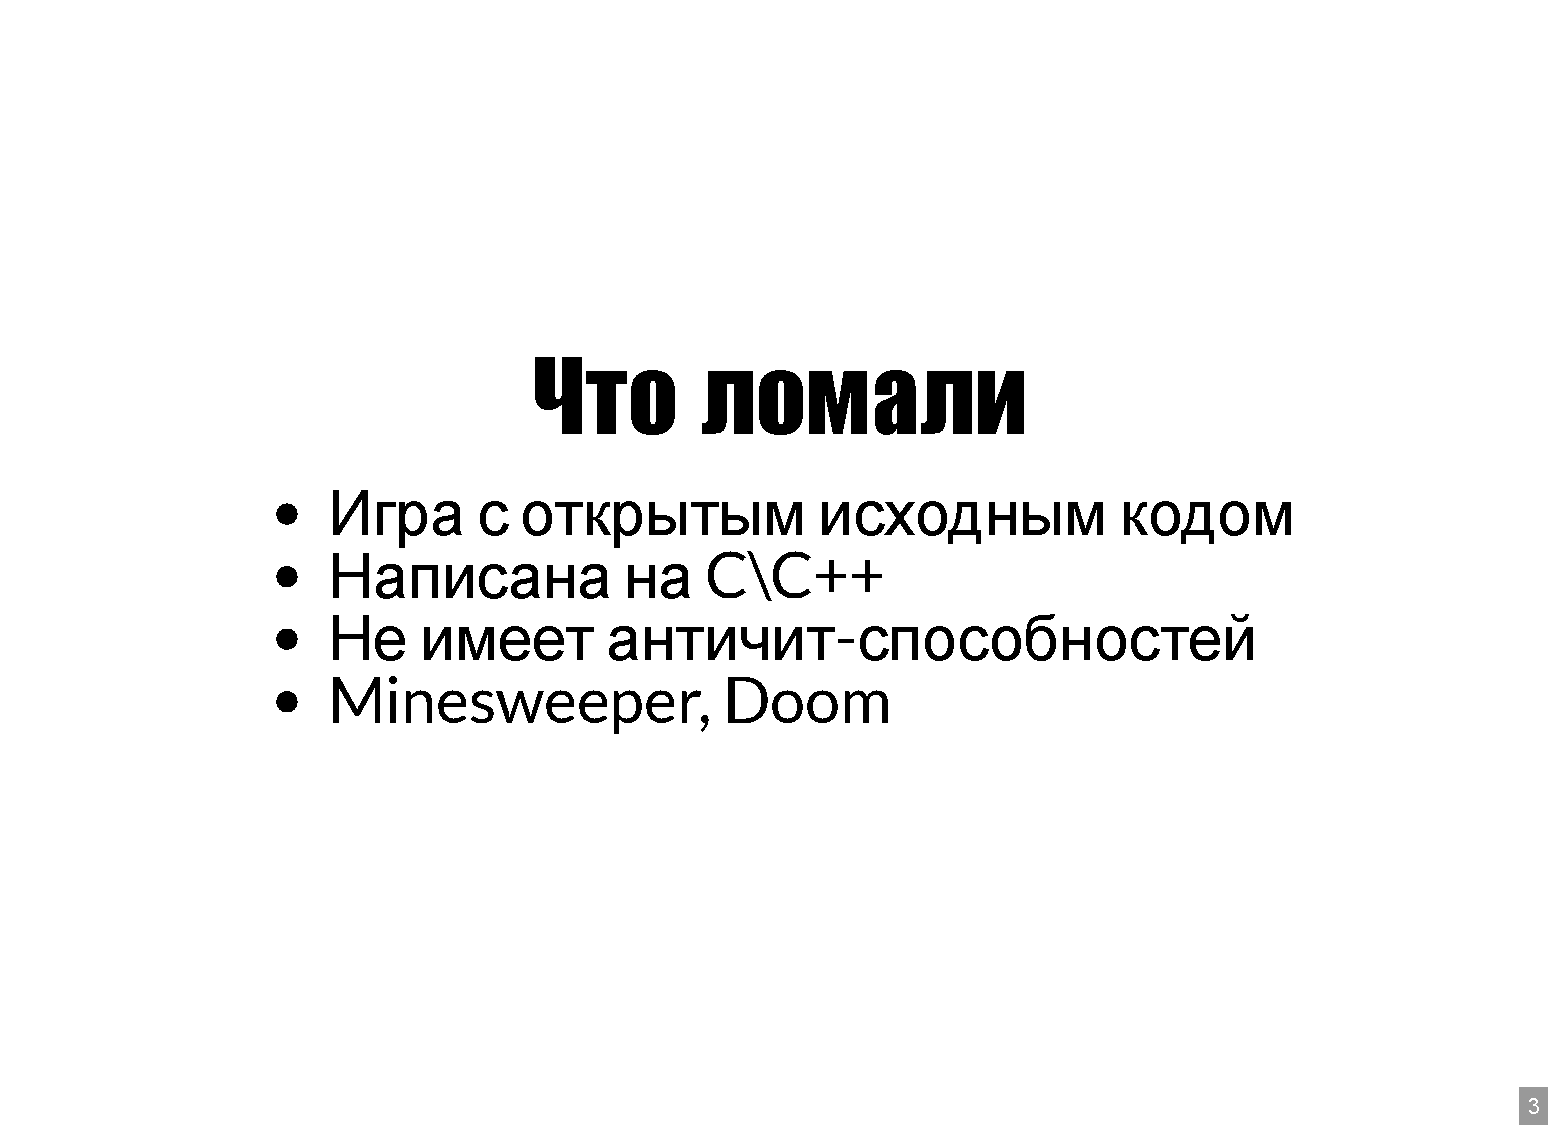 Что ломали
• Игра с открытым исходным кодом
• Написана на C\C++
• Не имеет античит-способностей
• Minesweeper, Doom
3